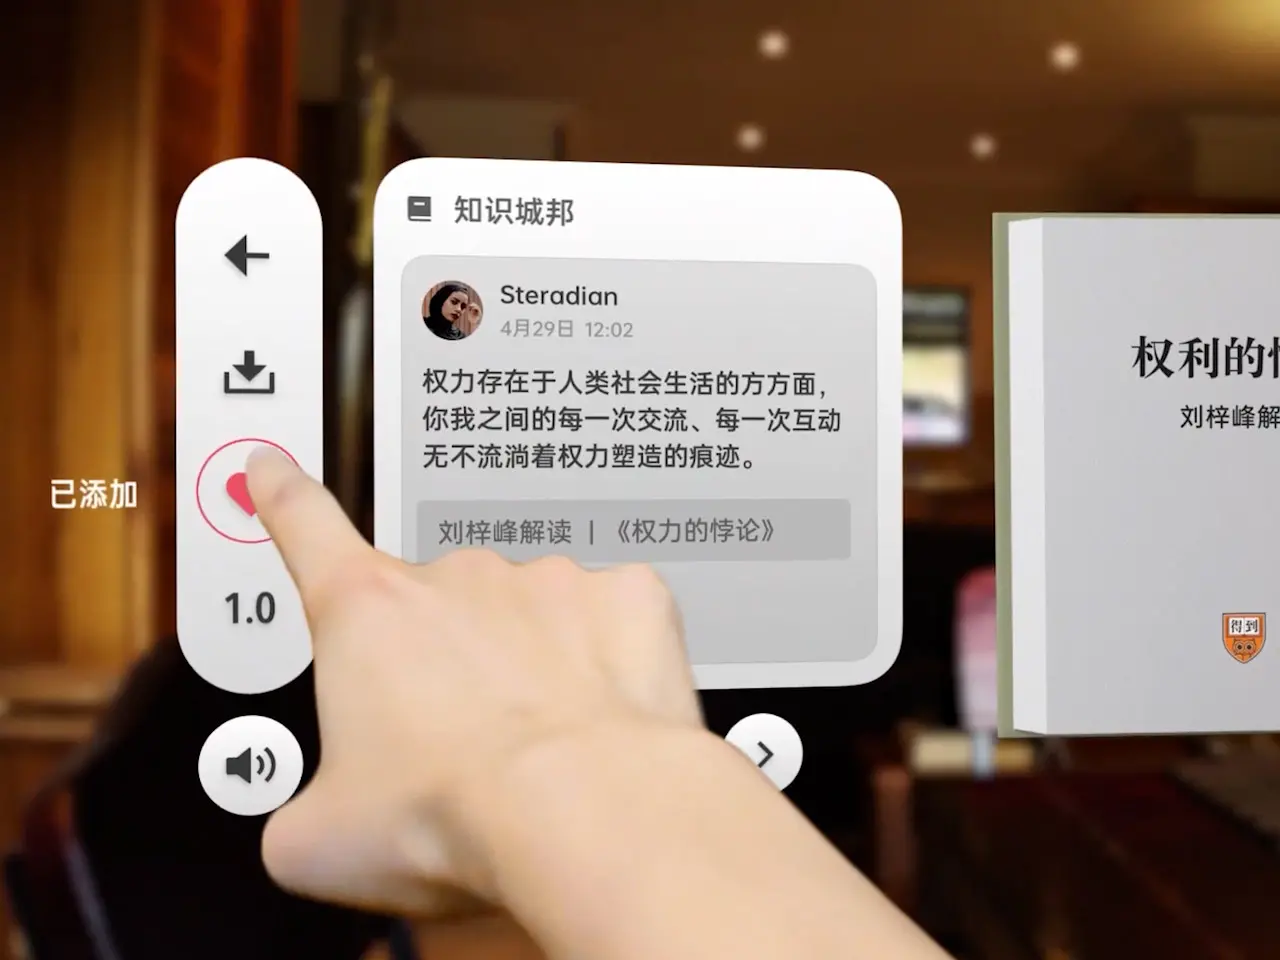 知识城邦
Steradian
4月29日 12:02
权力存在于人类社会生活的方方面，
你我之间的每一次交流、每一次互动
无不流淌着权力塑造的痕迹。
刘梓峰解读 | 《权力的悖论》
已添加
1.0
权利的悖
刘梓峰解
得到